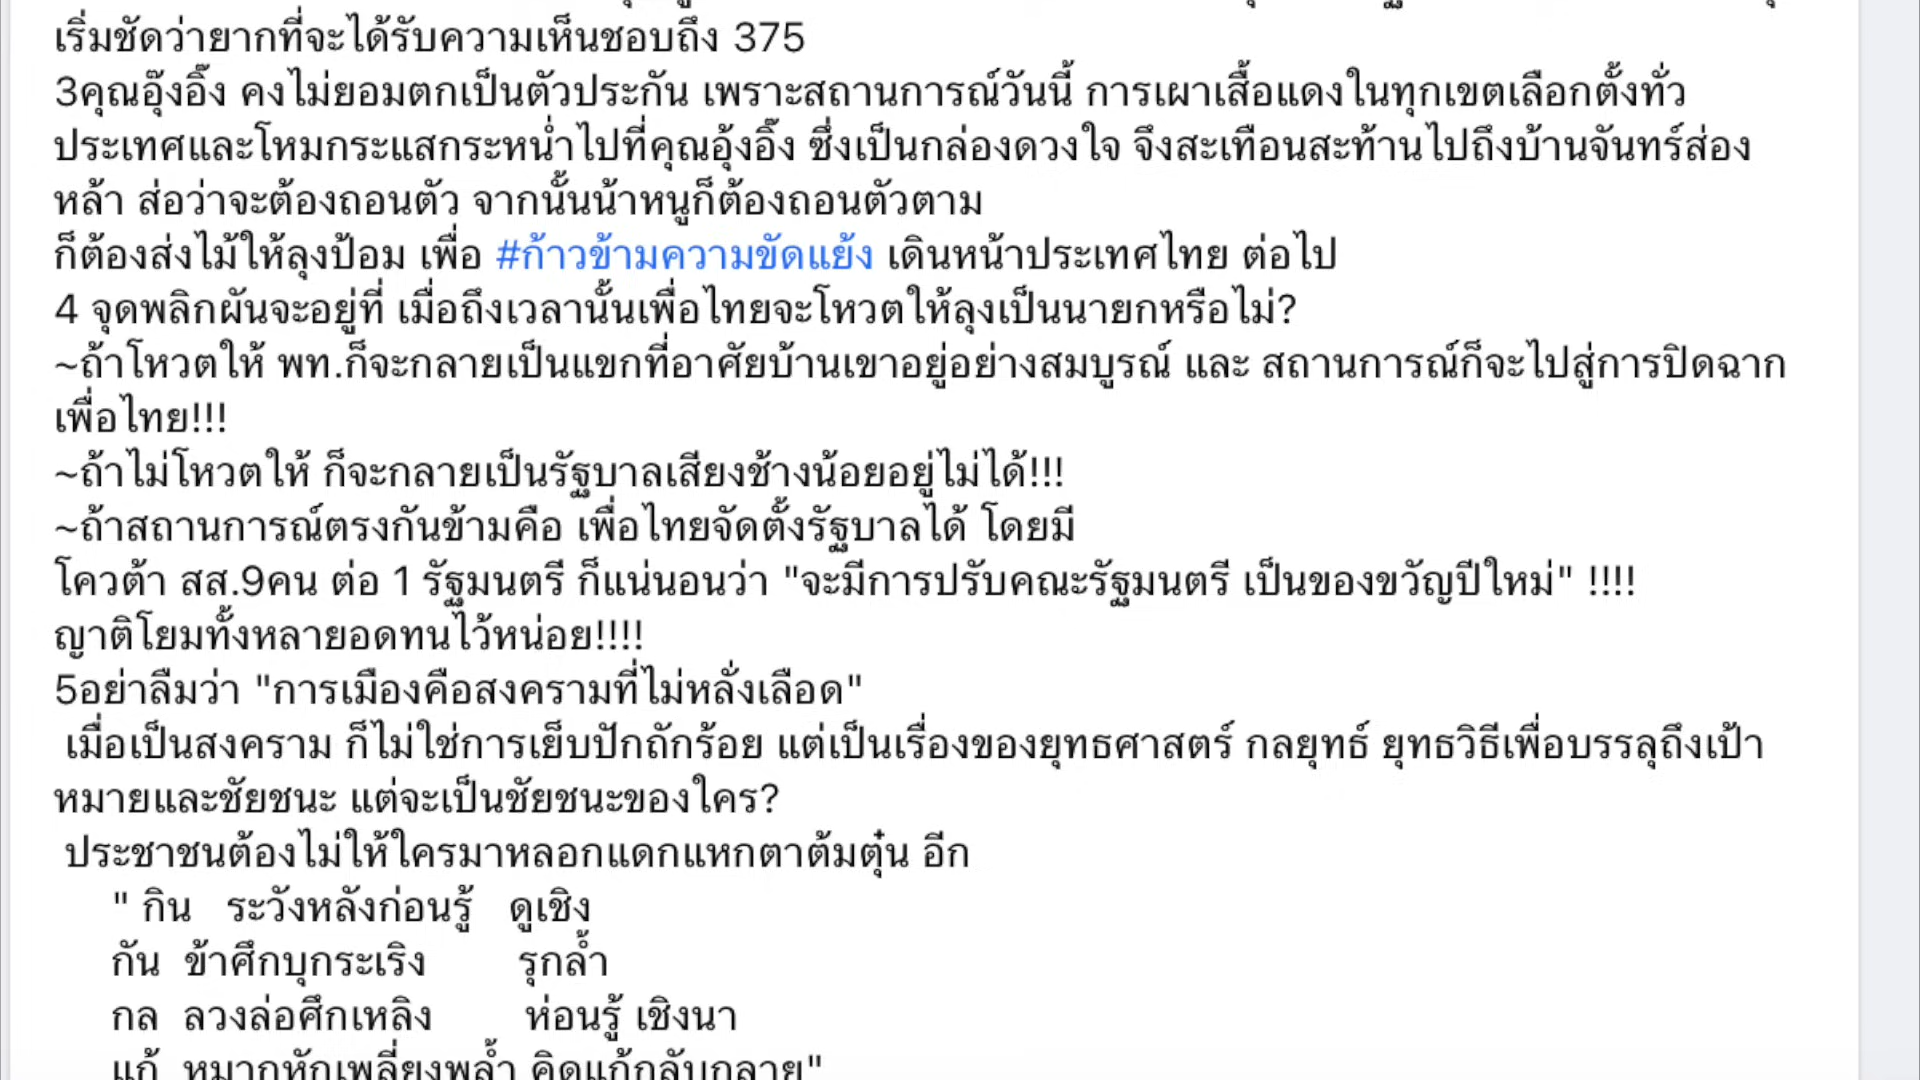 เริ่มชัดว่ายากที่จะได้รับความเห็นชอบถึง 375
3คุณอุ๊งอิ๊ง คงไม่ยอมตกเป็นตัวประกัน เพราะสถานการณ์วันนี้ การเผาเสื้อแดงในทุกเขตเลือกตั้งทั่ว
ประเทศและโหมกระแสกระหน่ำไปที่คุณอุ้งอิ๊ง ซึ่งเป็นกล่องดวงใจ จึงสะเทือนสะท้านไปถึงบ้านจันทร์ส่อง
หล้า ส่อว่าจะต้องถอนตัว จากนั้นน้าหนูก็ต้องถอนตัวตาม
ก็ต้องส่งไม้ให้ลุงป้อม เพื่อ #ก้าวข้ามความขัดแย้ง เดินหน้าประเทศไทย ต่อไป
4 จุดพลิกผันจะอยู่ที่ เมื่อถึงเวลานั้นเพื่อไทยจะโหวตให้ลุงเป็นนายกหรือไม่?
~ถ้าโหวตให้ พท.ก็จะกลายเป็นแขกที่อาศัยบ้านเขาอยู่อย่างสมบูรณ์ และ สถานการณ์ก็จะไปสู่การปิดฉาก
เพื่อไทย!!!
~ถ้าไม่โหวตให้ ก็จะกลายเป็นรัฐบาลเสียงช้างน้อยอยู่ไม่ได้!!!
~ถ้าสถานการณ์ตรงกันข้ามคือ เพื่อไทยจัดตั้งรัฐบาลได้ โดยมี
โควต้า สส.9คน ต่อ 1 รัฐมนตรี ก็แน่นอนว่า "จะมีการปรับคณะรัฐมนตรี เป็นของขวัญปีใหม่" !!!!
ญาติโยมทั้งหลายอดทนไว้หน่อย!!!!
5อย่าลืมว่า "การเมืองคือสงครามที่ไม่หลั่งเลือด"
เมื่อเป็นสงคราม ก็ไม่ใช่การเย็บปักถักร้อย แต่เป็นเรื่องของยุทธศาสตร์ กลยุทธ์ ยุทธวิธีเพื่อบรรลุถึงเป้า
หมายและชัยชนะ แต่จะเป็นชัยชนะของใคร?
ประชาชนต้องไม่ให้ใครมาหลอกแดกแหกตาต้มตุ๋น อีก
" กิน ระวังหลังก่อนรู้ ดูเชิง
กัน ข้าศึกบุกระเริง รุกล้ำ
กล ลวงล่อศึกเหลิง ห่อนรู้ เชิงนา
แก้ หมากหักเพลี่ยงพล้ำ คิดแก้กลับกลาย"